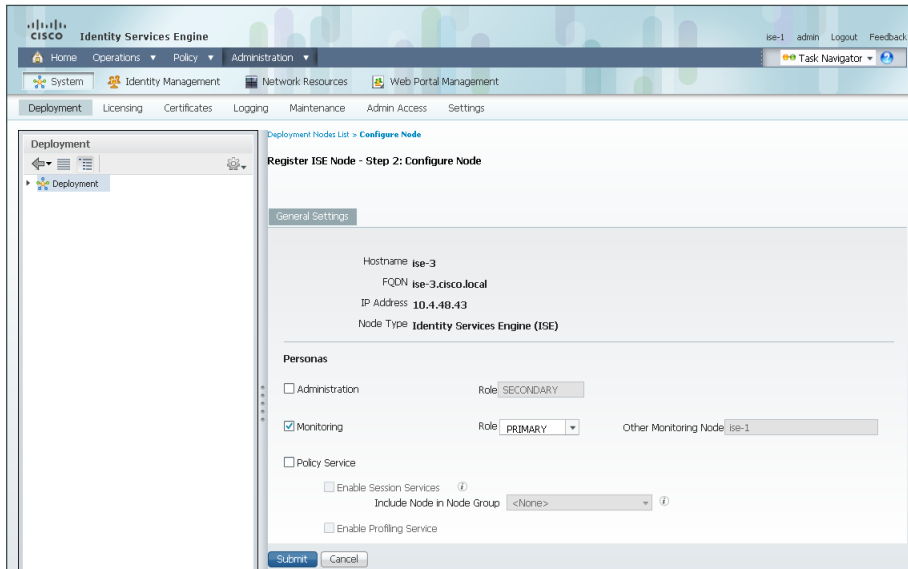 CISCO Identity Services Engine
ise-1 admin Logout Feedback
Home Operations Policy Administration
Task Navigator
System Identity Management Network Resources Web Portal Management
Deployment Licensing Certificates Logging Maintenance Admin Access Settings
Deployment
Deployment
Deployment Nodes List > Configure Node
Register ISE Node - Step 2: Configure Node
General Settings
Hostname ise-3
FQDN ise-3.cisco.local
IP Address 10.4.48.43
Node Type Identity Services Engine (ISE)
Personas
Administration Role SECONDARY
Monitoring Role PRIMARY Other Monitoring Node ise-1
Policy Service
Enable Session Services
Include Node in Node Group <None>
Enable Profiling Service
Submit Cancel